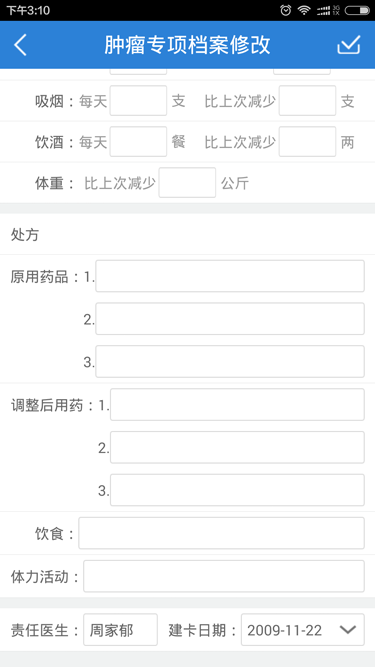 下午3:10
3G
1X
肿瘤专项档案修改
吸烟：每天 支 比上次减少 支
饮酒：每天 餐 比上次减少 两
体重： 比上次减少 公斤
处方
原用药品：1.
2.
3.
调整后用药：1.
2.
3.
饮食：
体力活动：
责任医生：周家郁 建卡日期：2009-11-22